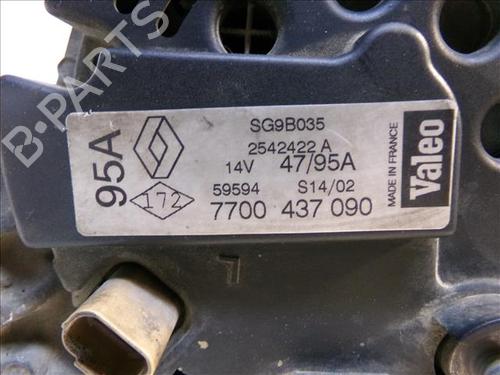 95A
SG9B035
2542422 A
14V 47/95A
172
59594 S14/02
7700 437 090
MADE IN FRANCE
Valeo
B-PARTS